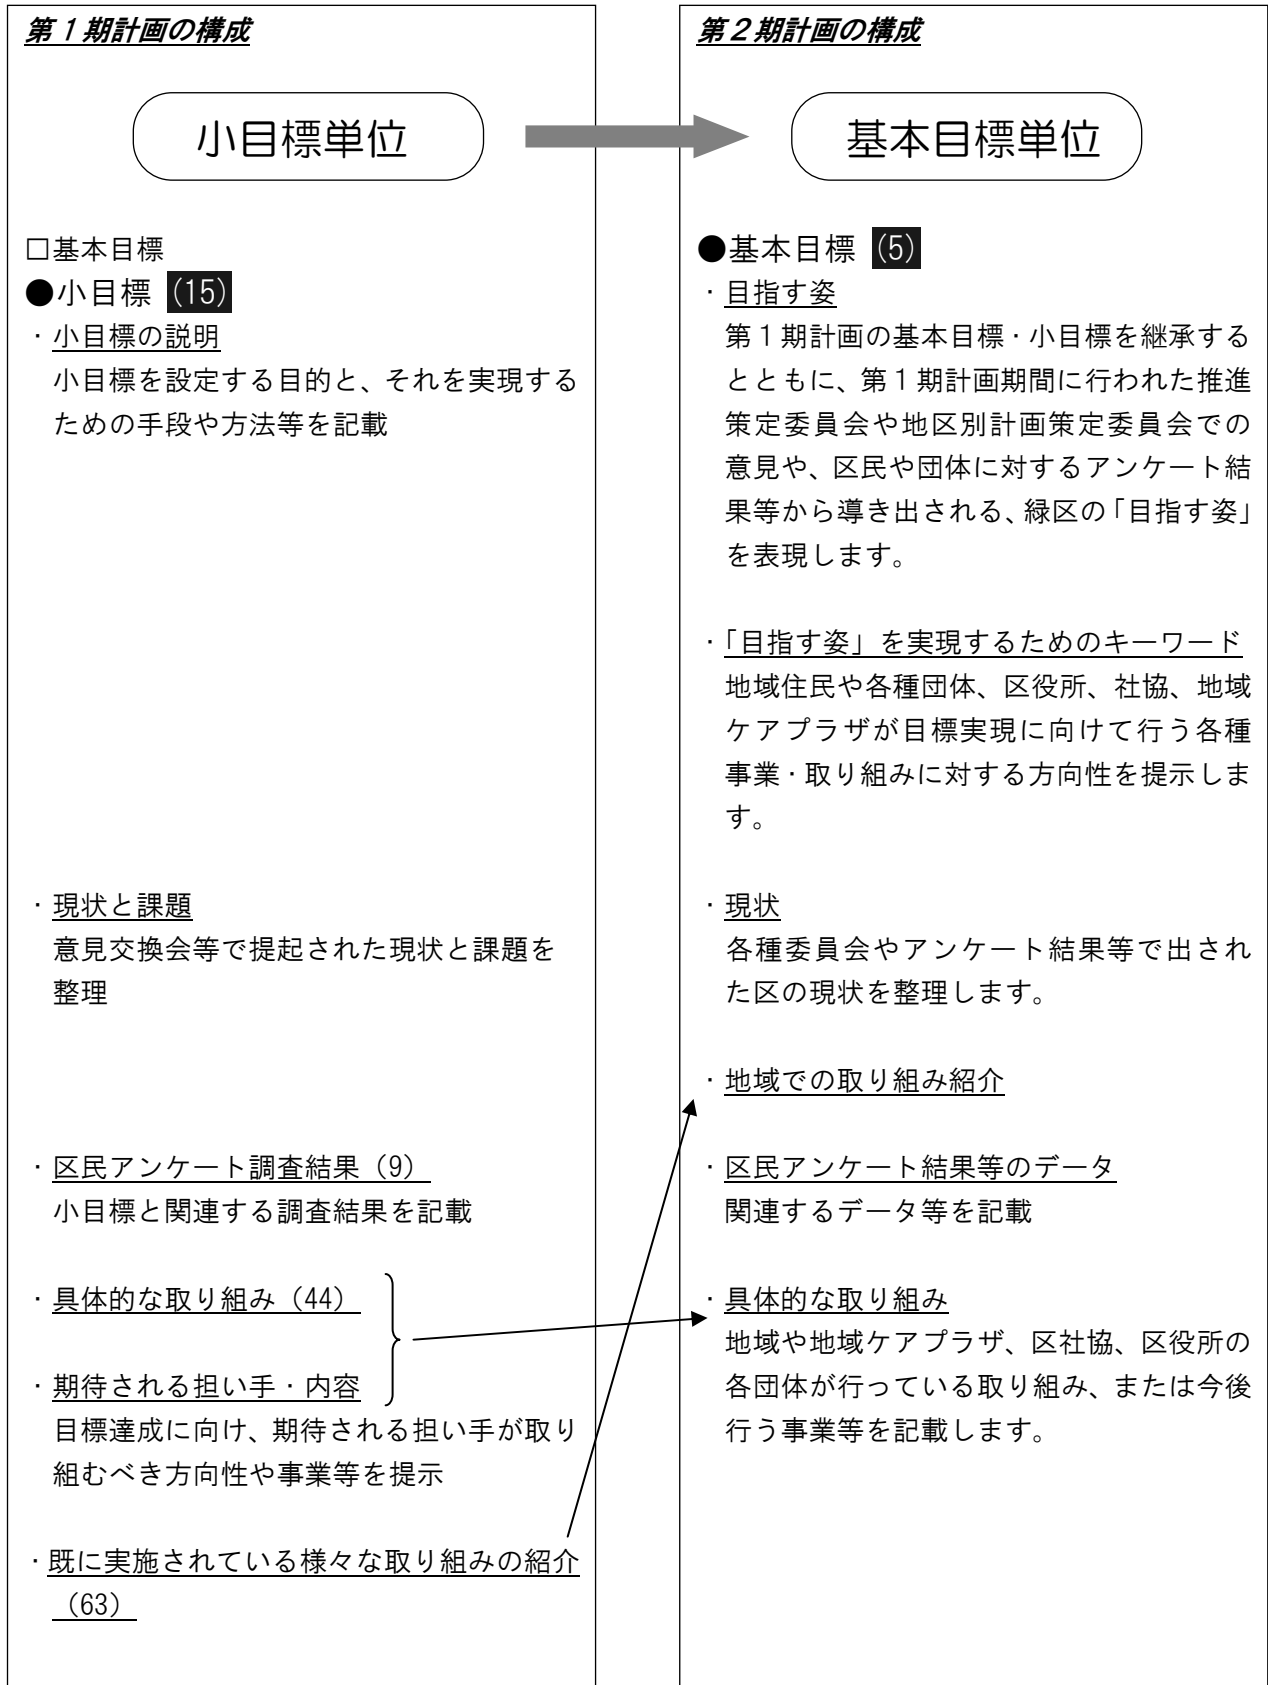 第１期計画の構成
小目標単位
□基本目標
●小目標 (15)
・小目標の説明
小目標を設定する目的と、それを実現する
ための手段や方法等を記載
・現状と課題
意見交換会等で提起された現状と課題を
整理
・区民アンケート調査結果（9）
小目標と関連する調査結果を記載
・具体的な取り組み（44）
・期待される担い手・内容
目標達成に向け、期待される担い手が取り
組むべき方向性や事業等を提示
・既に実施されている様々な取り組みの紹介
（63）
第２期計画の構成
基本目標単位
●基本目標 (5)
・目指す姿
第１期計画の基本目標・小目標を継承する
とともに、第１期計画期間に行われた推進
策定委員会や地区別計画策定委員会での
意見や、区民や団体に対するアンケート結
果等から導き出される、緑区の「目指す姿」
を表現します。
・「目指す姿」を実現するためのキーワード
地域住民や各種団体、区役所、社協、地域
ケアプラザが目標実現に向けて行う各種
事業・取り組みに対する方向性を提示しま
す。
・現状
各種委員会やアンケート結果等で出され
た区の現状を整理します。
・地域での取り組み紹介
・区民アンケート結果等のデータ
関連するデータ等を記載
・具体的な取り組み
地域や地域ケアプラザ、区社協、区役所の
各団体が行っている取り組み、または今後
行う事業等を記載します。